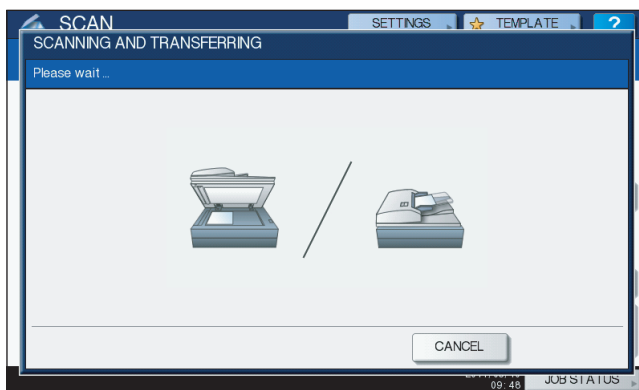 SCAN
SETTINGS
TEMPLATE
?
SCANNING AND TRANSFERRING
Please wait ...
CANCEL
09:48
JOB STATUS